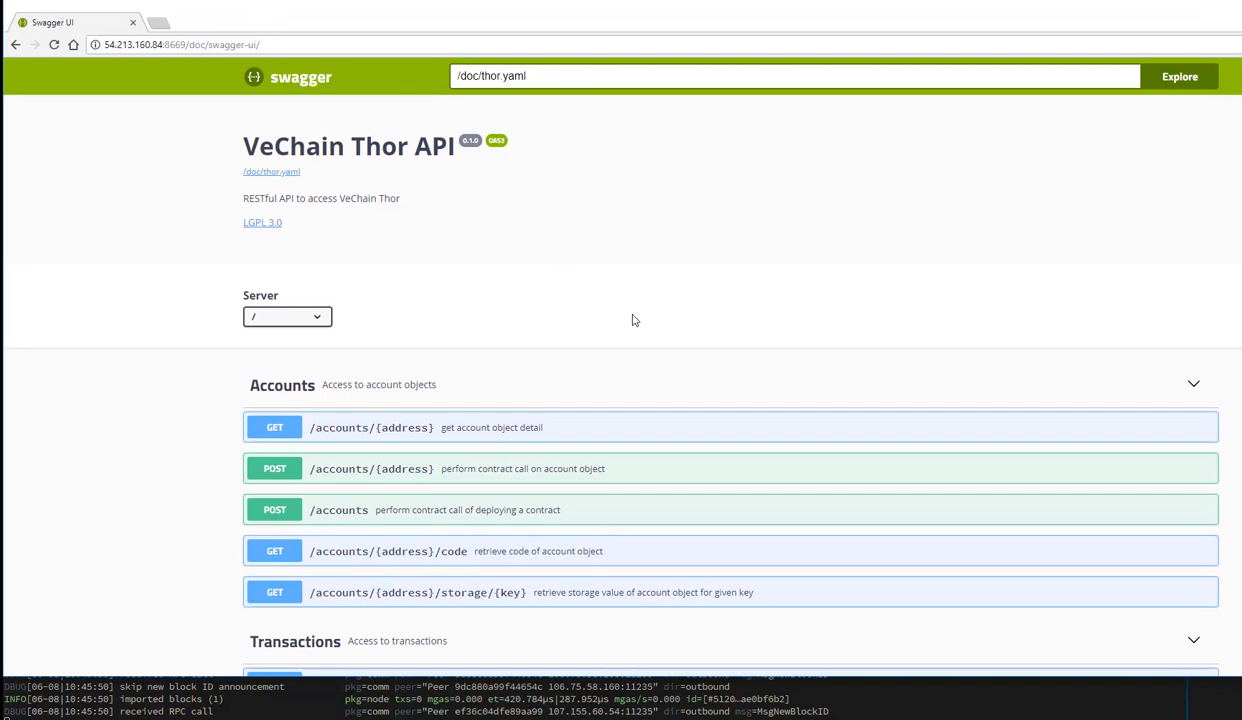 Swagger UI
54.213.160.84:8669/doc/swagger-ui/
{···} swagger /doc/thor.yaml Explore
VeChain Thor API 0.1.0 OAS3
/doc/thor.yaml
RESTful API to access VeChain Thor
LGPL 3.0
Server
/
Accounts Access to account objects
GET /accounts/{address} get account object detail
POST /accounts/{address} perform contract call on account object
POST /accounts perform contract call of deploying a contract
GET /accounts/{address}/code retrieve code of account object
GET /accounts/{address}/storage/{key} retrieve storage value of account object for given key
Transactions Access to transactions
DBUG[06-08|10:45:50] skip new block ID announcement pkg=comm peer="Peer 9dc880a99f44654c 106.75.58.160:11235" dir=outbound
INFO[06-08|10:45:50] imported blocks (1) pkg=node txs=0 mgas=0.000 et=420.784µs|287.952µs mgas/s=0.000 id=[#5120…ae0bf6b2]
DBUG[06-08|10:45:50] received RPC call pkg=comm peer="Peer ef36c04dfe89aa99 107.155.60.54:11235" dir=outbound msg=MsgNewBlockID